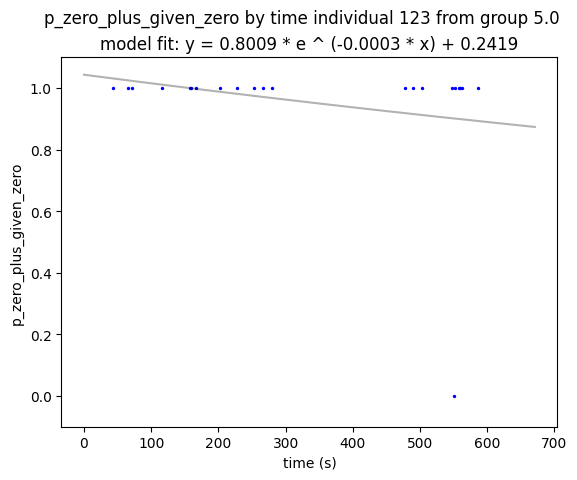 p_zero_plus_given_zero by time individual 123 from group 5.0
model fit: y = 0.8009 * e ^ (-0.0003 * x) + 0.2419
p_zero_plus_given_zero
1.0
0.8
0.6
0.4
0.2
0.0
0 100 200 300 400 500 600 700
time (s)